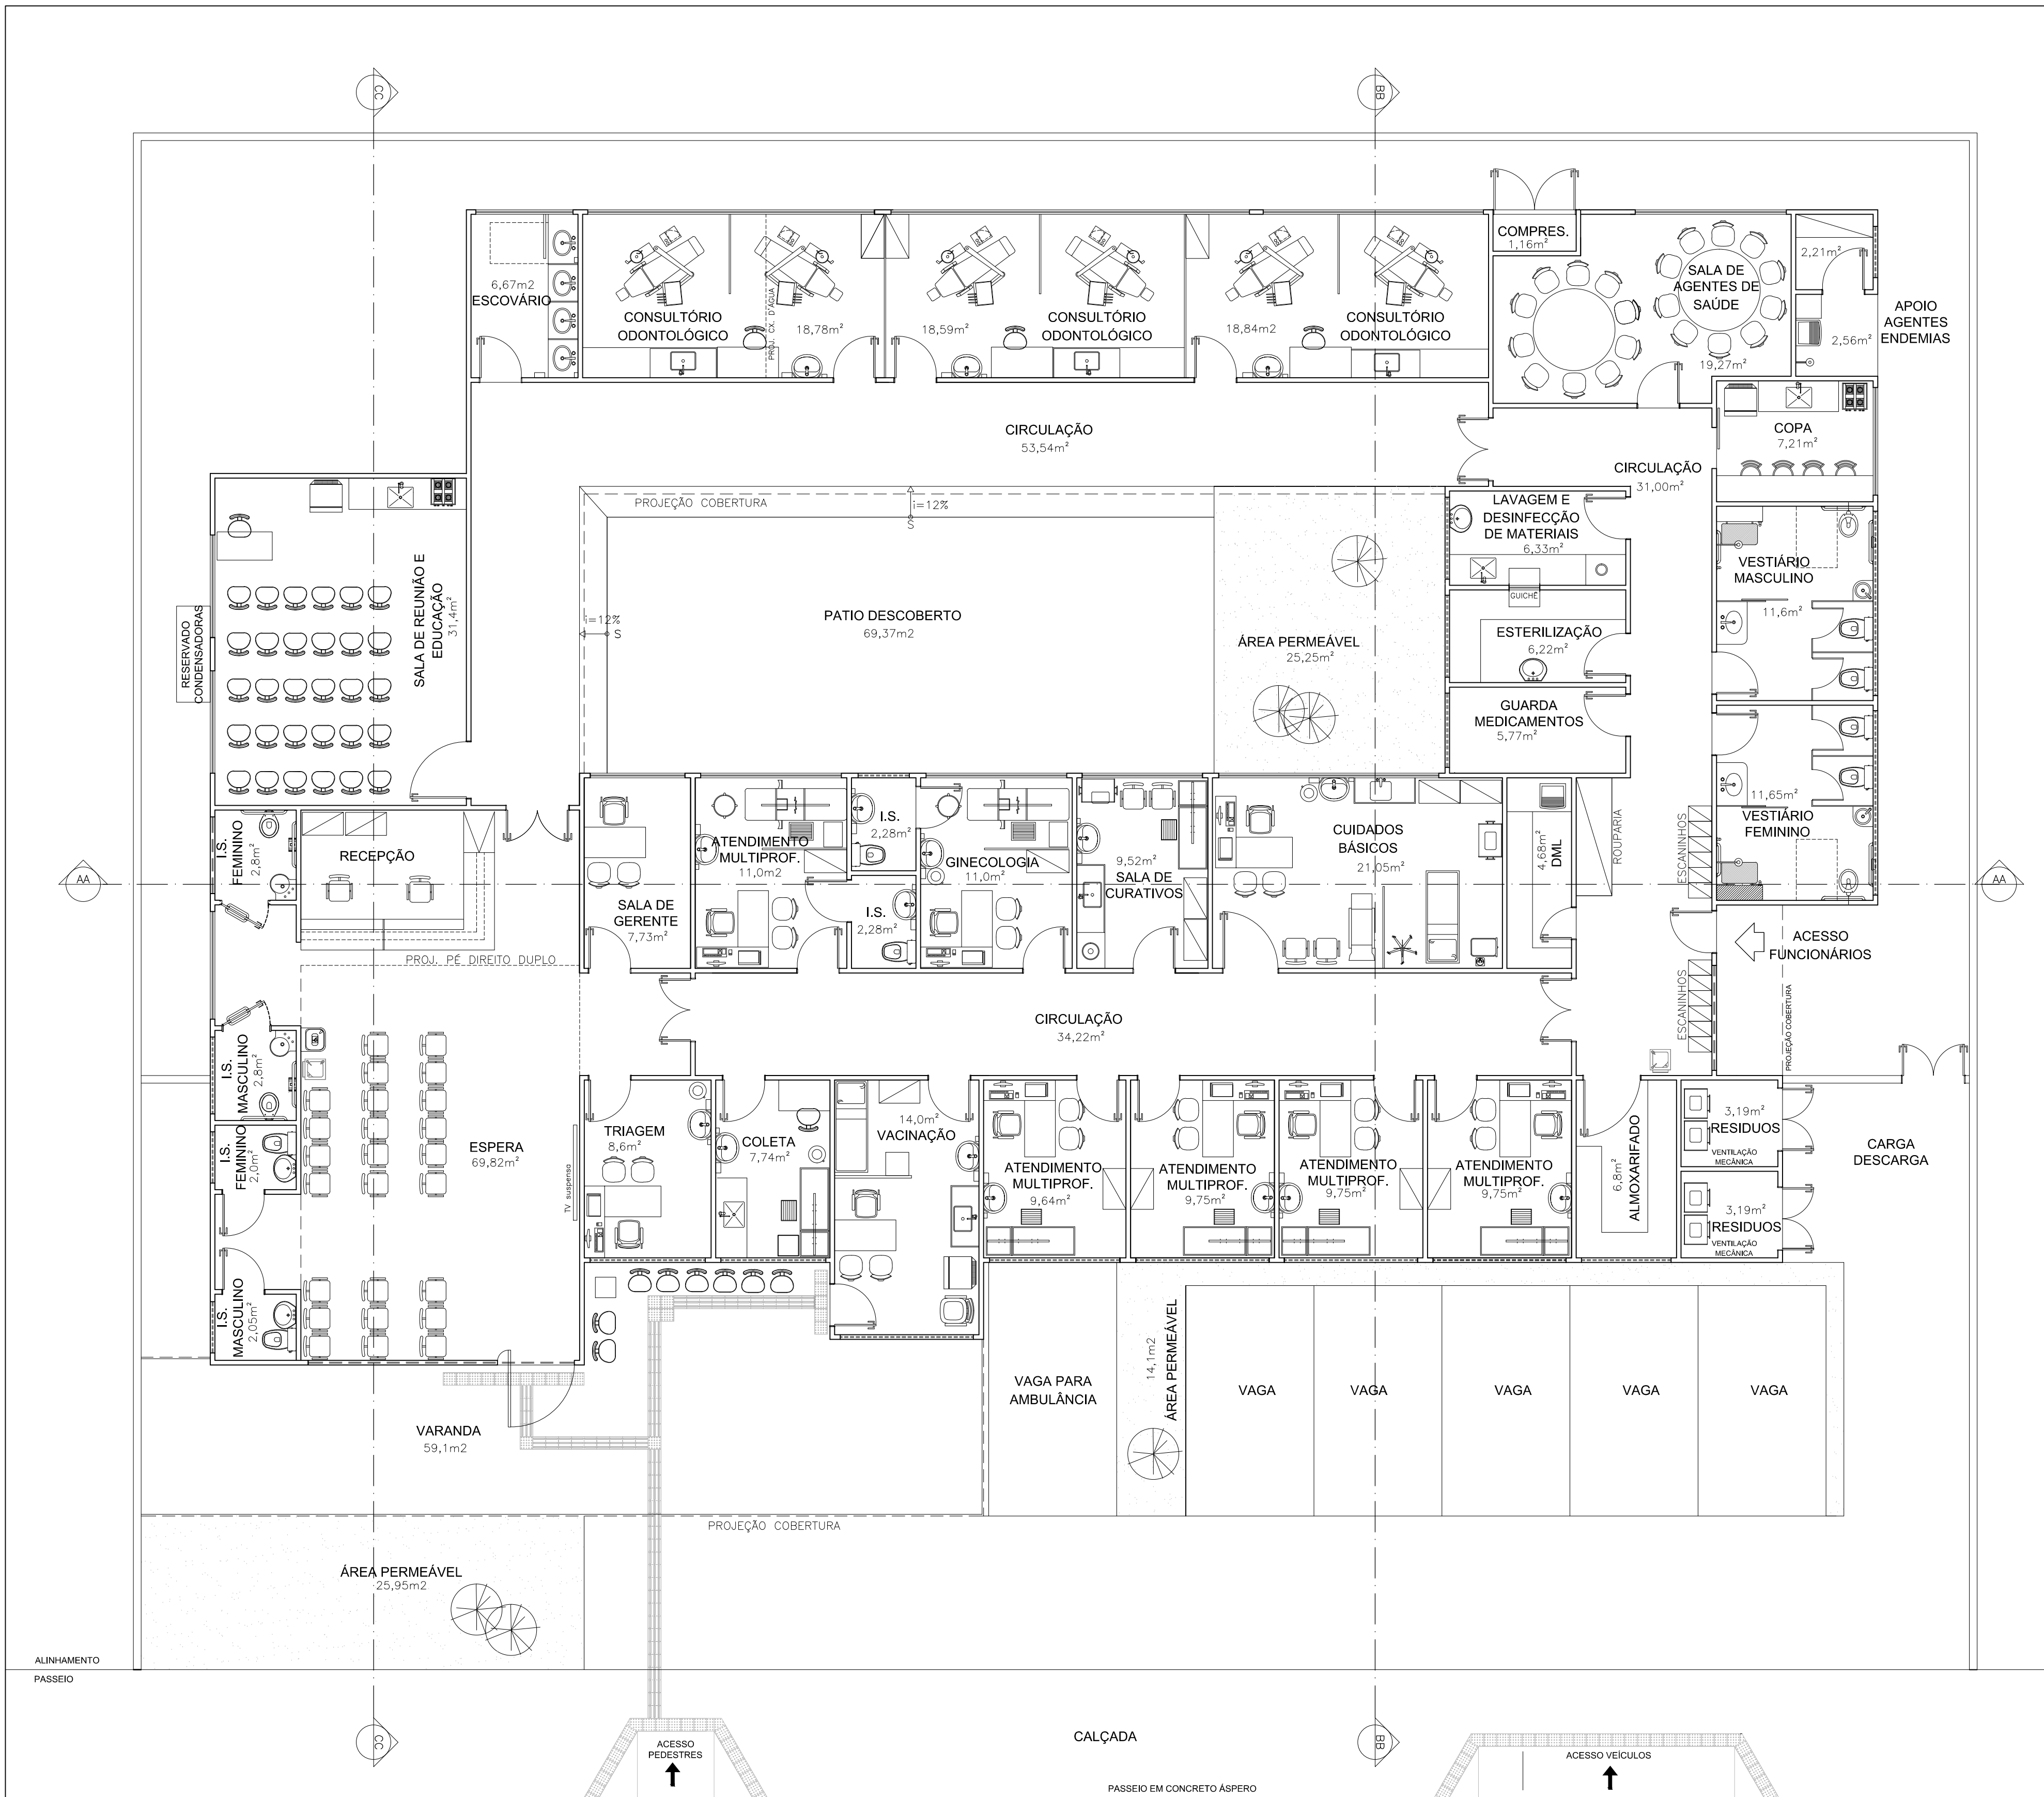 CC
BB
COMPRES.
1,16m²
6,67m2
ESCOVÁRIO
CONSULTÓRIO
ODONTOLÓGICO
18,78m²
PROJ. CX. D'AGUA
18,59m²
CONSULTÓRIO
ODONTOLÓGICO
18,84m2
CONSULTÓRIO
ODONTOLÓGICO
SALA DE
AGENTES DE
SAÚDE
19,27m²
2,21m²
2,56m²
APOIO
AGENTES
ENDEMIAS
CIRCULAÇÃO
53,54m²
COPA
7,21m²
CIRCULAÇÃO
31,00m²
PROJEÇÃO COBERTURA
i=12%
S
LAVAGEM E
DESINFECÇÃO
DE MATERIAIS
6,33m²
GUICHÊ
VESTIÁRIO
MASCULINO
11,6m²
SALA DE REUNIÃO E
EDUCAÇÃO
31,4m²
RESERVADO
CONDENSADORAS
i=12%
S
PATIO DESCOBERTO
69,37m2
ÁREA PERMEÁVEL
25,25m²
ESTERILIZAÇÃO
6,22m²
GUARDA
MEDICAMENTOS
5,77m²
11,65m²
VESTIÁRIO
FEMININO
I.S.
FEMININO
2,8m²
RECEPÇÃO
SALA DE
GERENTE
7,73m²
ATENDIMENTO
MULTIPROF.
11,0m2
I.S.
2,28m²
I.S.
2,28m²
GINECOLOGIA
11,0m²
9,52m²
SALA DE
CURATIVOS
CUIDADOS
BÁSICOS
21,05m²
4,68m²
DML
ROUPARIA
ESCANINHOS
AA
AA
PROJ. PÉ DIREITO DUPLO
ACESSO
FUNCIONÁRIOS
ESCANINHOS
PROJEÇÃO COBERTURA
CIRCULAÇÃO
34,22m²
I.S.
MASCULINO
2,8m²
I.S.
FEMININO
2,0m²
ESPERA
69,82m²
TV suspensa
TRIAGEM
8,6m²
COLETA
7,74m²
14,0m²
VACINAÇÃO
ATENDIMENTO
MULTIPROF.
9,64m²
ATENDIMENTO
MULTIPROF.
9,75m²
ATENDIMENTO
MULTIPROF.
9,75m²
ATENDIMENTO
MULTIPROF.
9,75m²
6,8m²
ALMOXARIFADO
3,19m²
RESIDUOS
VENTILAÇÃO
MECÂNICA
3,19m²
RESIDUOS
VENTILAÇÃO
MECÂNICA
CARGA
DESCARGA
I.S.
MASCULINO
2,05m²
VARANDA
59,1m2
VAGA PARA
AMBULÂNCIA
14,1m2
ÁREA PERMEÁVEL
VAGA
VAGA
VAGA
VAGA
VAGA
PROJEÇÃO COBERTURA
ÁREA PERMEÁVEL
25,95m2
ALINHAMENTO
PASSEIO
CC
BB
CALÇADA
ACESSO
PEDESTRES
ACESSO VEÍCULOS
PASSEIO EM CONCRETO ÁSPERO